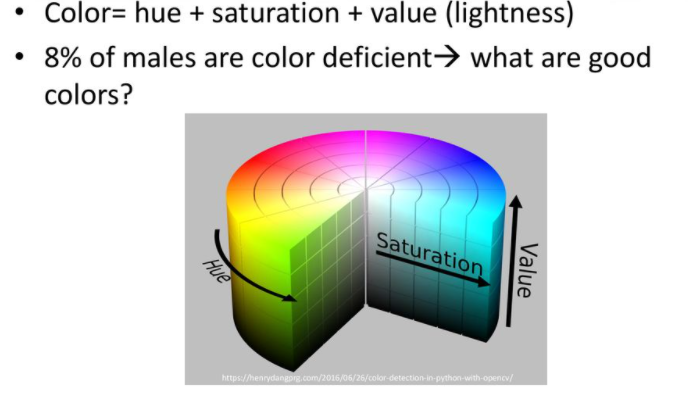 • Color= hue + saturation + value (lightness)
• 8% of males are color deficient→ what are good
colors?
Saturation
Value
Hue
https://henrydangprg.com/2016/06/26/color-detection-in-python-with-opencv/